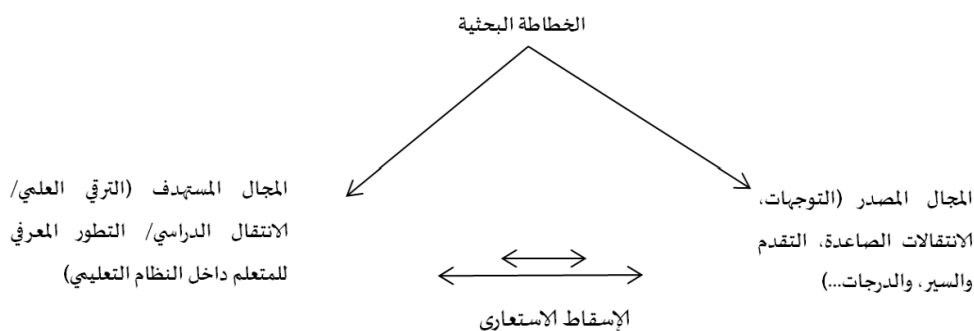 الخطاطة البحثية
المجال المصدر (التوجهات،
الانتقالات الصاعدة، التقدم
والسير، والدرجات...)
المجال المستهدف (الترقي العلمي/
الانتقال الدراسي/ التطور المعرفي
للمتعلم داخل النظام التعليمي)
الإسقاط الاستعاري